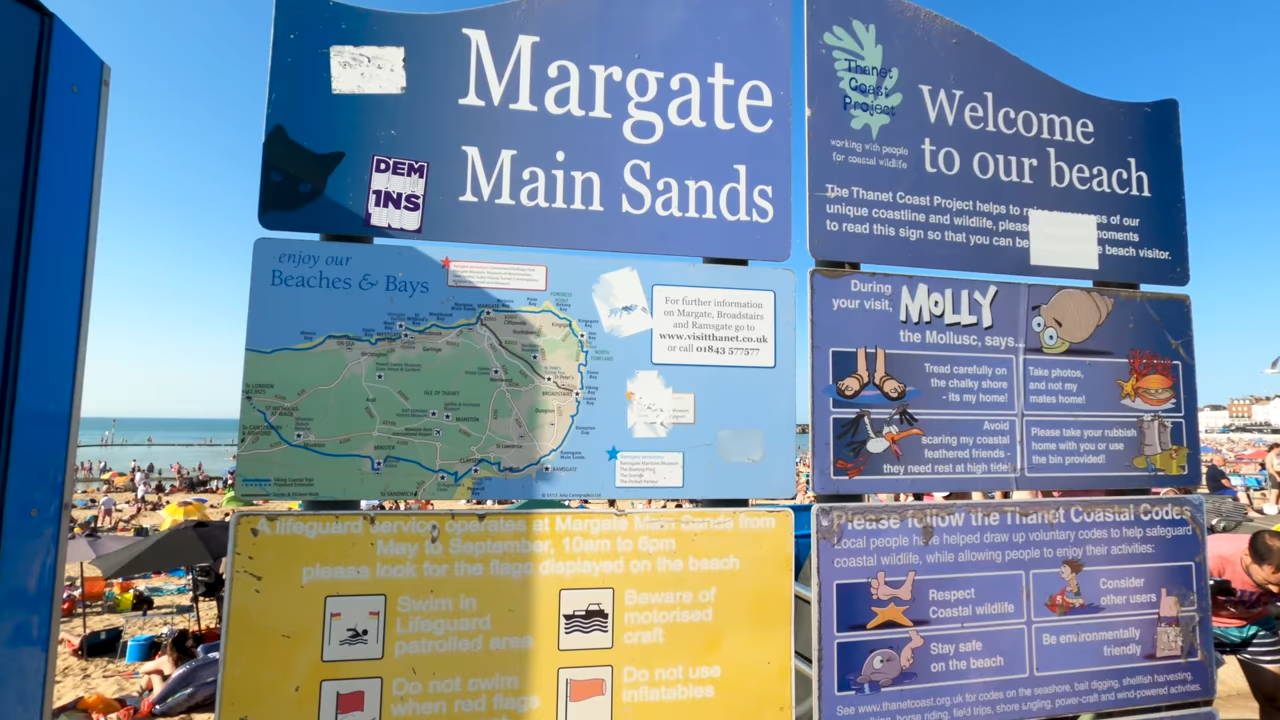 Margate
Main Sands
DEM
1NS
enjoy our
Beaches & Bays
For further information
on Margate, Broadstairs
and Ramsgate go to
www.visitthanet.co.uk
or call 01843 577577
ISLE OF THANET
MANSTON
MINSTER
BROADSTAIRS
RAMSGATE
Ramsgate Maritime Museum
Thanet
Coast
Project
working with people
for coastal wildlife
Welcome
to our beach
The Thanet Coast Project helps to
unique coastline and wildlife,
to read this sign so that you can be
beach visitor.
During
your visit,
MOLLY
the Mollusc, says...
Tread carefully on
the chalky shore
- its my home!
Take photos,
and not my
mates home!
Avoid
scaring my coastal
feathered friends -
they need rest at high tide!
Please take your rubbish
home with you or use
the bin provided!
A lifeguard service operates at Margate Main Sands from
May to September, 10am to 6pm
please look for the flags displayed on the beach
Swim in
Lifeguard
patrolled area
Beware of
motorised
craft
Do not swim
when red flags
Do not use
inflatables
Please follow the Thanet Coastal Codes
Local people have helped draw up voluntary codes to help safeguard
coastal wildlife, while allowing people to enjoy their activities:
Respect
Coastal wildlife
Consider
other users
Stay safe
on the beach
Be environmentally
friendly
See www.thanetcoast.org.uk for codes on the seashore, bait digging, shellfish harvesting,
horse riding, field trips, shore angling, power-craft and wind-powered activities.